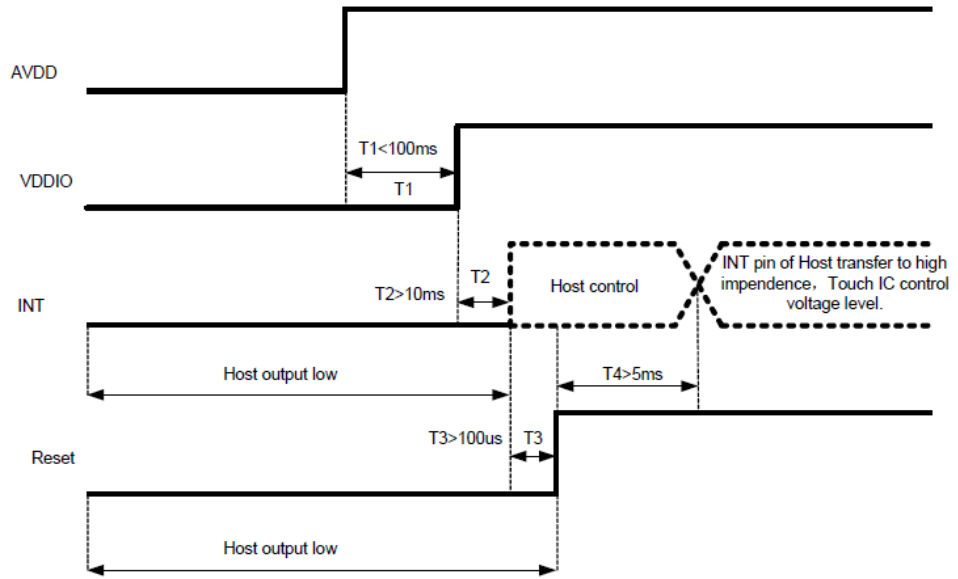 AVDD
T1<100ms
VDDIO
T1
T2
T2>10ms
Host control
INT pin of Host transfer to high
impendence，Touch IC control
voltage level.
INT
Host output low
T4>5ms
T3>100us
T3
Reset
Host output low